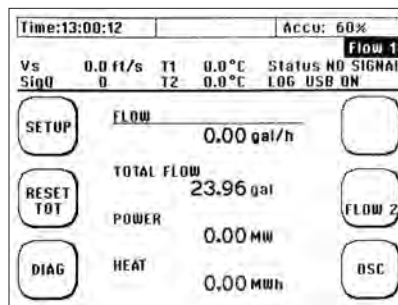 Time:13:00:12 Accu: 60%
Flow 1
Vs 0.0 ft/s T1 0.0°C Status NO SIGNAL
SigQ 0 T2 0.0°C LOG USB ON
SETUP
FLOW
0.00 gal/h
RESET TOT
TOTAL FLOW
23.96 gal
FLOW 2
POWER
0.00 MW
DIAG
HEAT
0.00 MWh
OSC